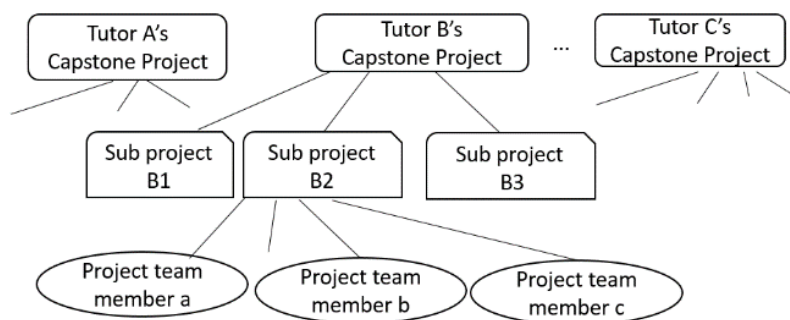 Tutor A's
Capstone Project
Tutor B's
Capstone Project
...
Tutor C's
Capstone Project
Sub project
B1
Sub project
B2
Sub project
B3
Project team
member a
Project team
member b
Project team
member c